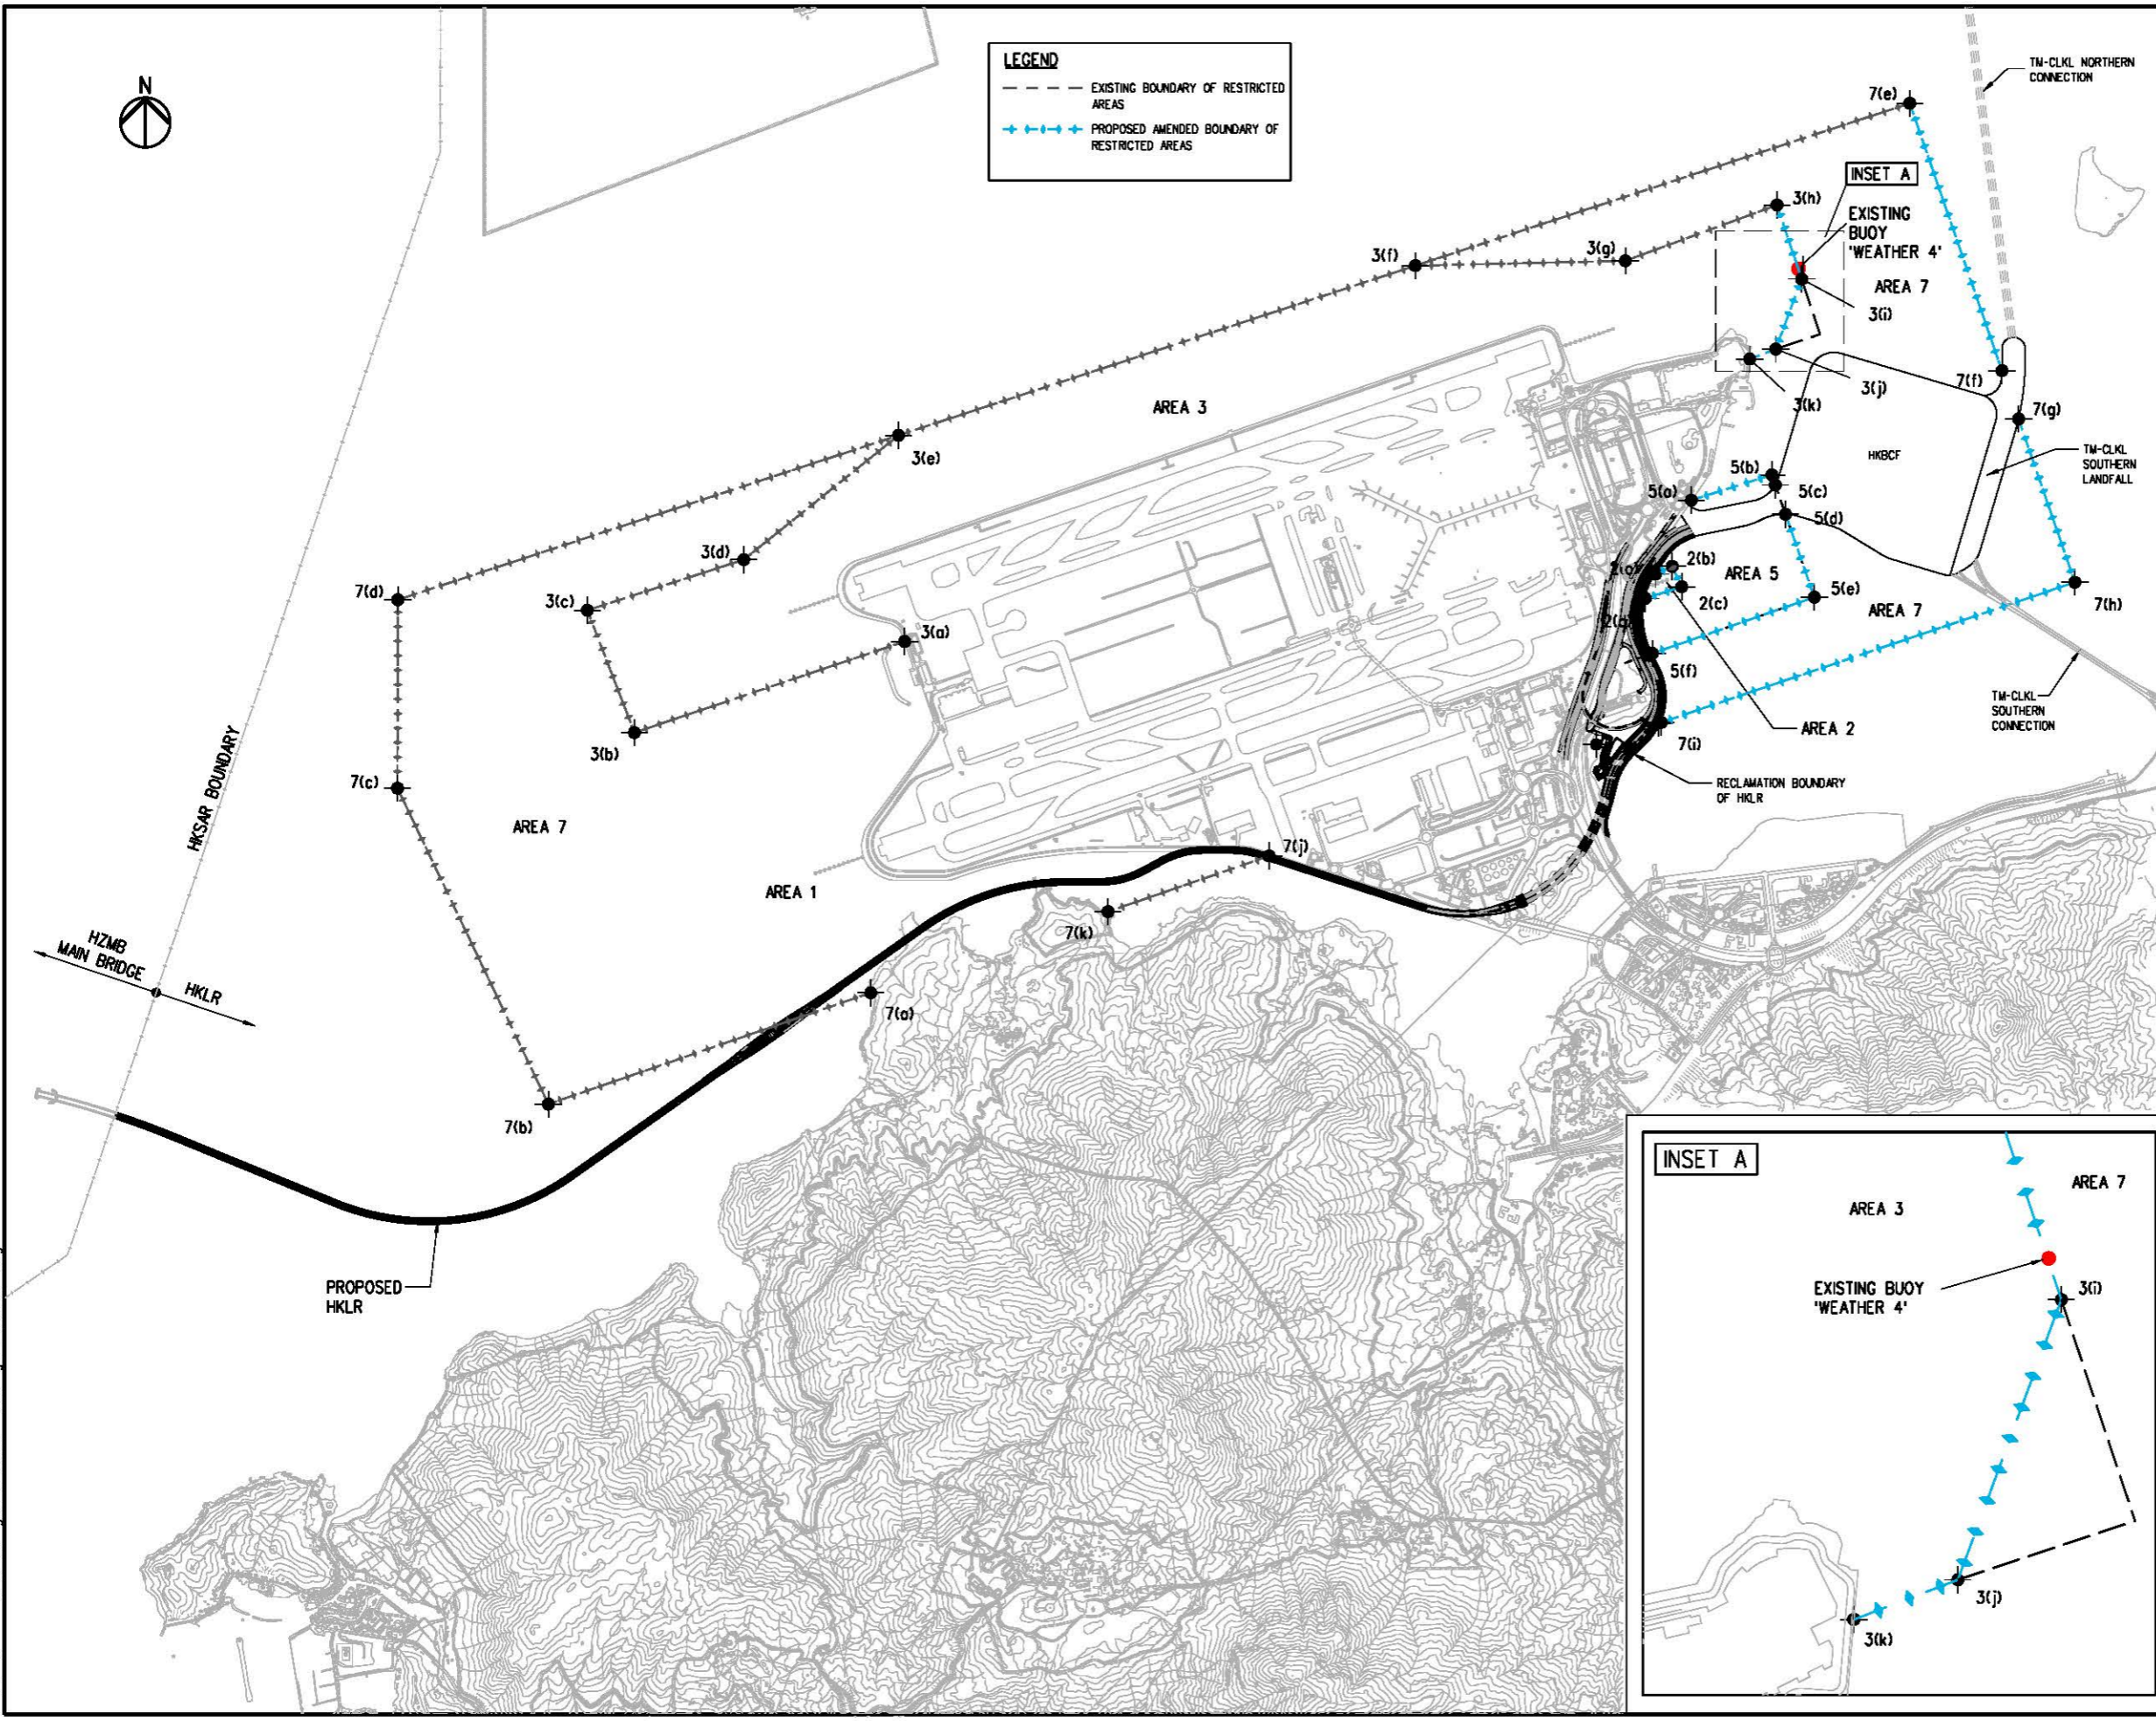 N
LEGEND
EXISTING BOUNDARY OF RESTRICTED
AREAS
PROPOSED AMENDED BOUNDARY OF
RESTRICTED AREAS
TM-CLKL NORTHERN
CONNECTION
7(e)
INSET A
3(h)
EXISTING
BUOY
'WEATHER 4'
3(f)
3(g)
AREA 7
3(i)
7(f)
3(j)
3(k)
AREA 3
7(g)
3(e)
HKBCF
TM-CLKL
SOUTHERN
LANDFALL
5(b)
5(a)
5(c)
5(d)
3(d)
2(b)
AREA 5
7(d)
3(c)
2(c)
5(e)
AREA 7
7(h)
3(a)
5(f)
TM-CLKL
SOUTHERN
CONNECTION
AREA 2
3(b)
7(i)
HKSAR BOUNDARY
7(c)
RECLAMATION BOUNDARY
OF HKLR
AREA 7
7(j)
AREA 1
7(k)
HZMB
MAIN BRIDGE
HKLR
7(a)
7(b)
PROPOSED
HKLR
INSET A
AREA 7
AREA 3
EXISTING BUOY
'WEATHER 4'
3(i)
3(j)
3(k)